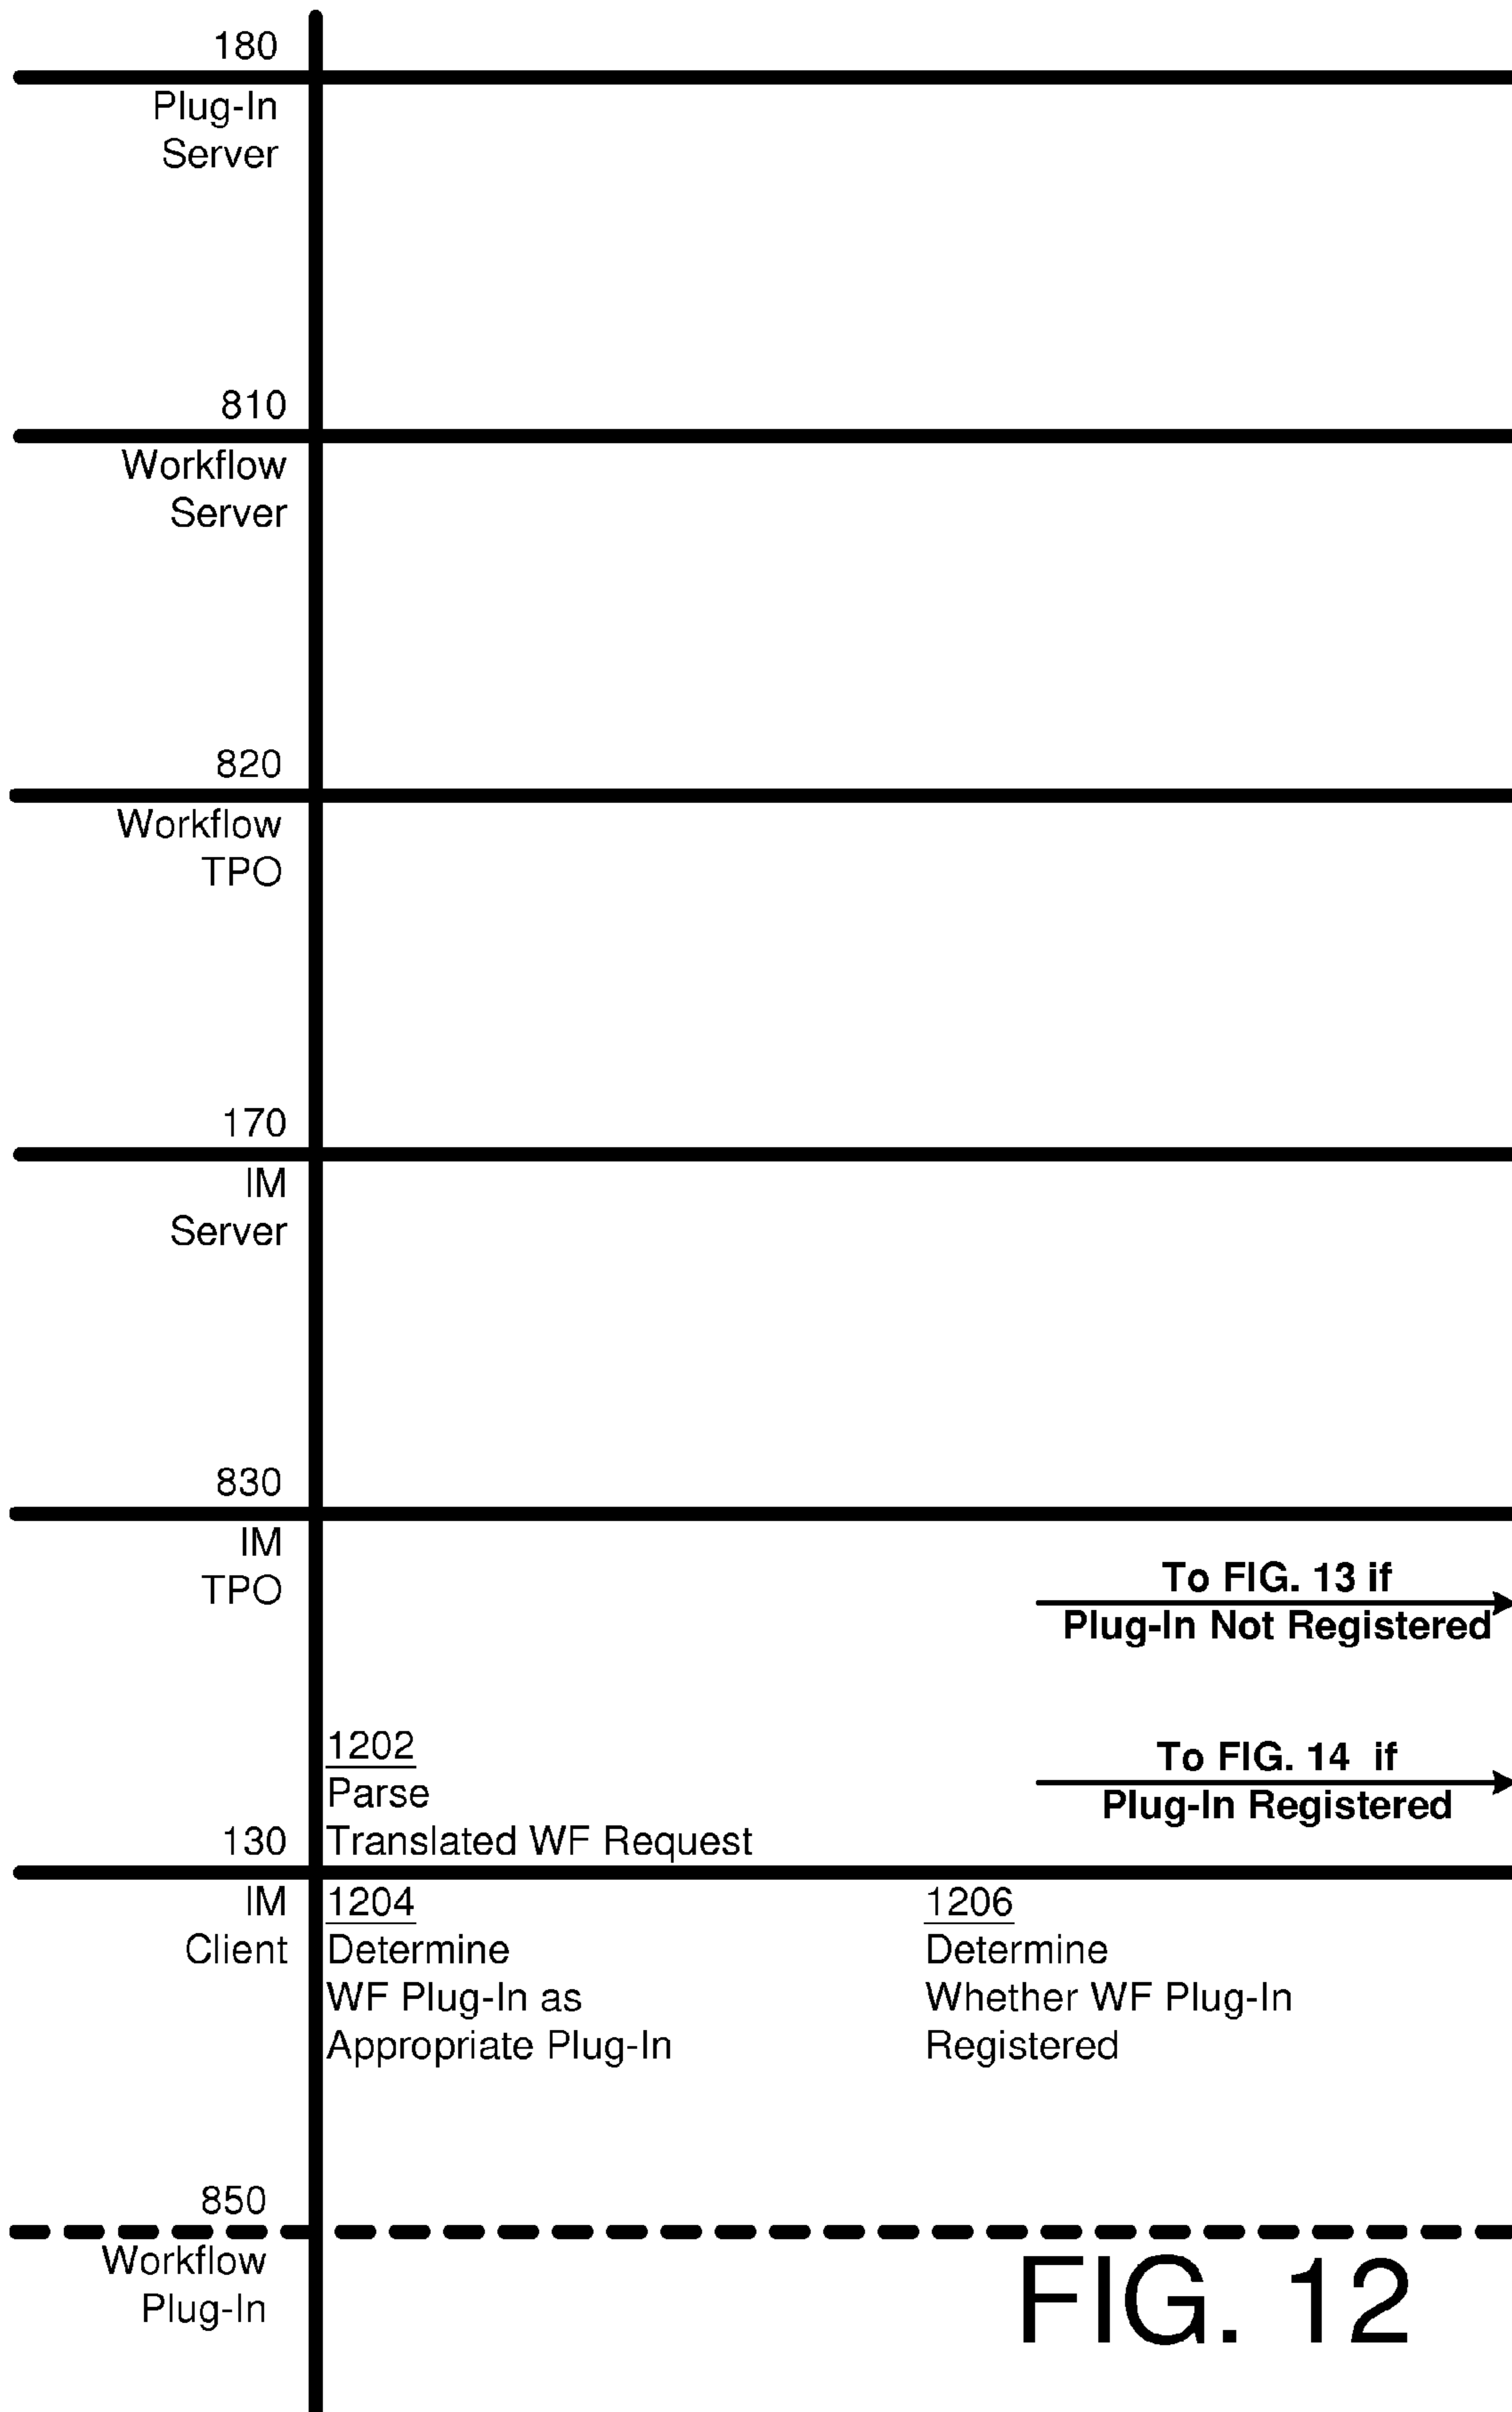 180
Plug-In
Server
810
Workflow
Server
820
Workflow
TPO
170
IM
Server
830
IM
TPO
To FIG. 13 if
Plug-In Not Registered
To FIG. 14 if
Plug-In Registered
1202
Parse
Translated WF Request
130
IM
Client
1204
Determine
WF Plug-In as
Appropriate Plug-In
1206
Determine
Whether WF Plug-In
Registered
850
Workflow
Plug-In
FIG. 12